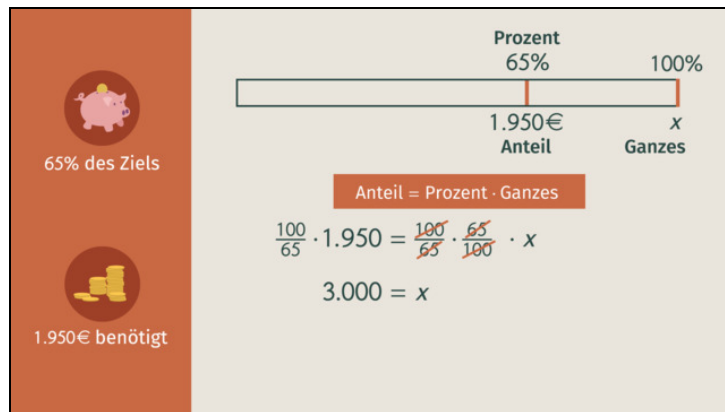 65% des Ziels
1.950€ benötigt
Prozent
65% 100%
1.950€ x
Anteil Ganzes
Anteil = Prozent · Ganzes
100/65 · 1.950 = 100/65 · 65/100 · x
3.000 = x